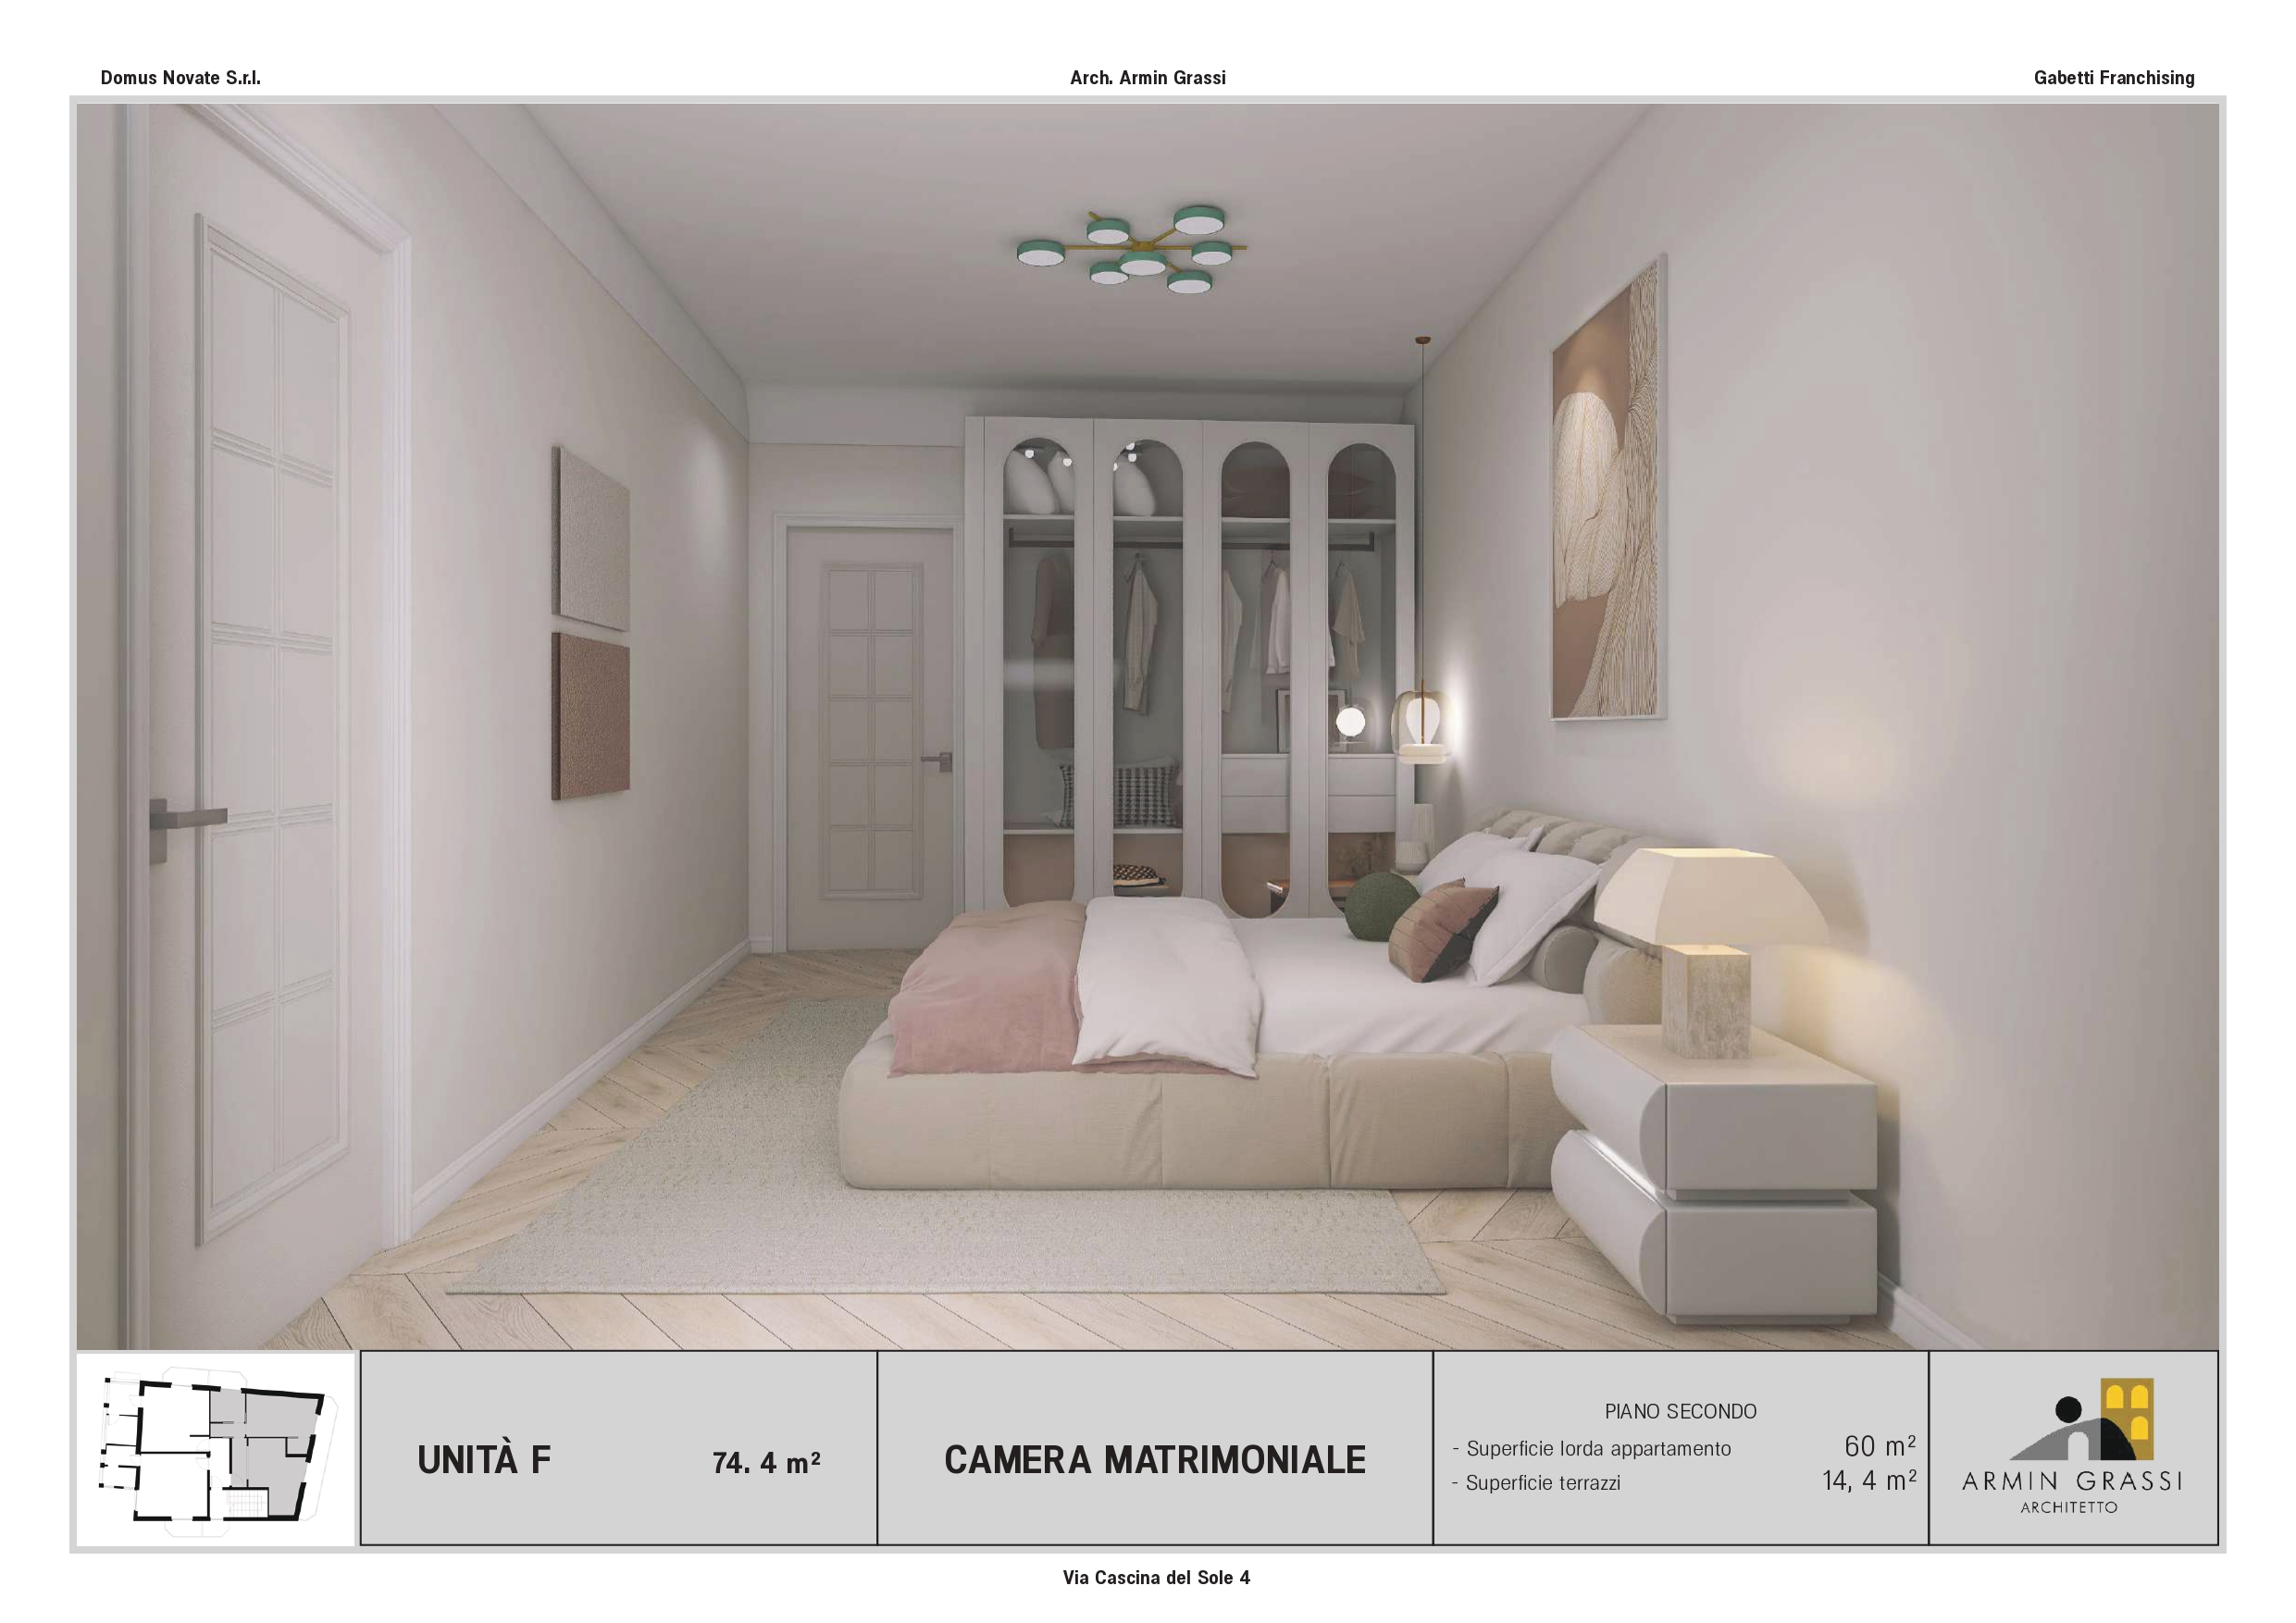 Domus Novate S.r.l.
Arch. Armin Grassi
Gabetti Franchising
UNITÀ F
74. 4 m²
CAMERA MATRIMONIALE
PIANO SECONDO
- Superficie lorda appartamento 60 m²
- Superficie terrazzi 14, 4 m²
ARMIN GRASSI
ARCHITETTO
Via Cascina del Sole 4